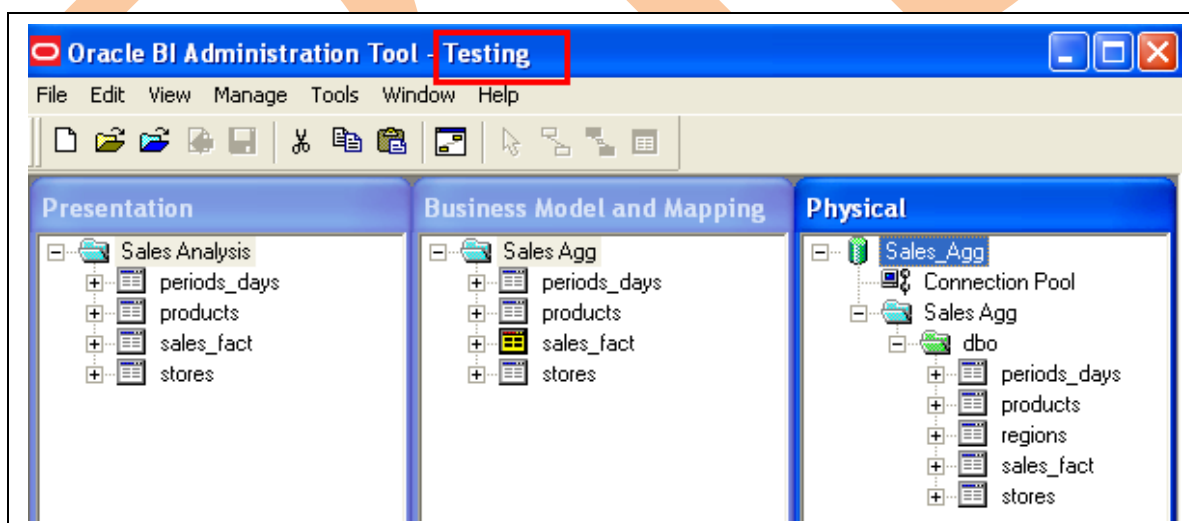 Oracle BI Administration Tool - Testing
File Edit View Manage Tools Window Help
Presentation
Sales Analysis
periods_days
products
sales_fact
stores
Business Model and Mapping
Sales Agg
periods_days
products
sales_fact
stores
Physical
Sales_Agg
Connection Pool
Sales Agg
dbo
periods_days
products
regions
sales_fact
stores